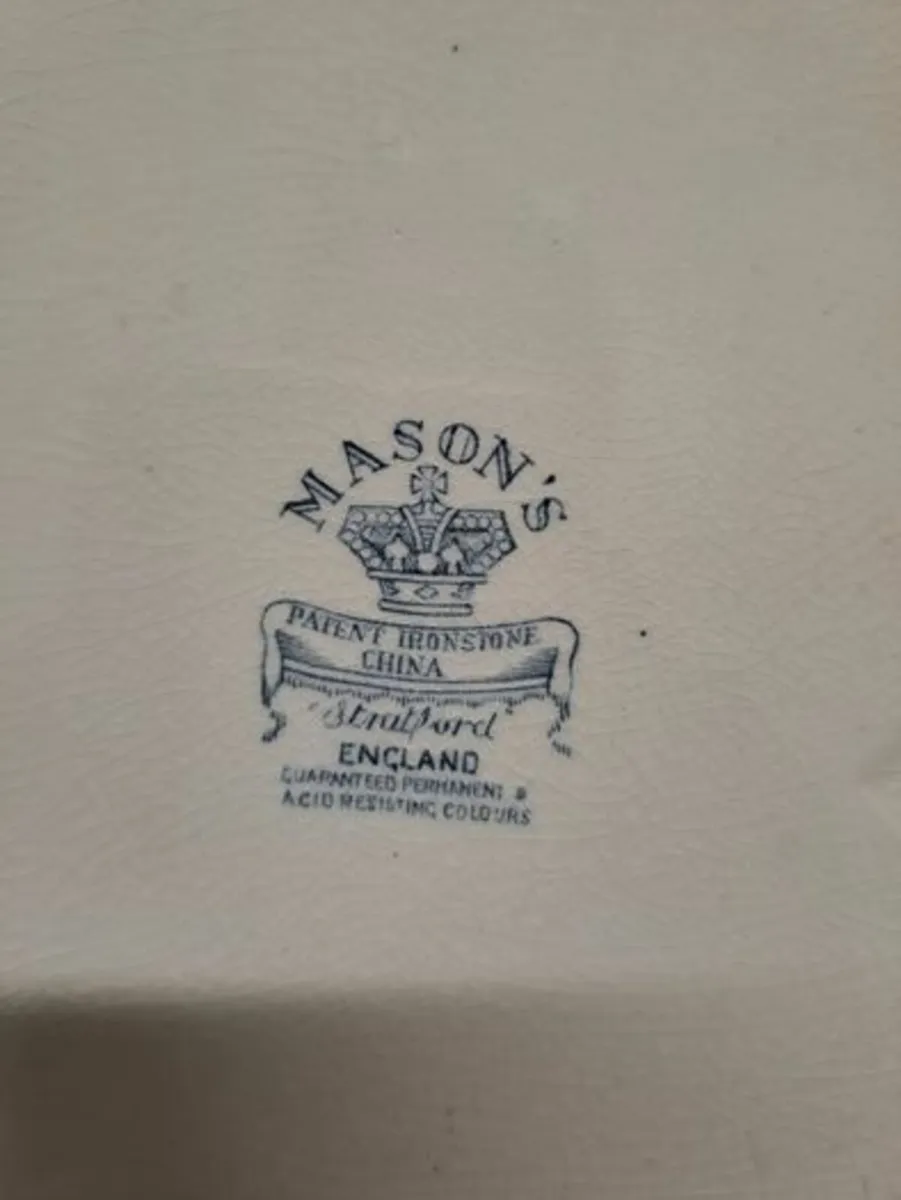 MASON'S
PATENT IRONSTONE
CHINA
"Stratford"
ENGLAND
GUARANTEED PERMANENT &
ACID RESISTING COLOURS